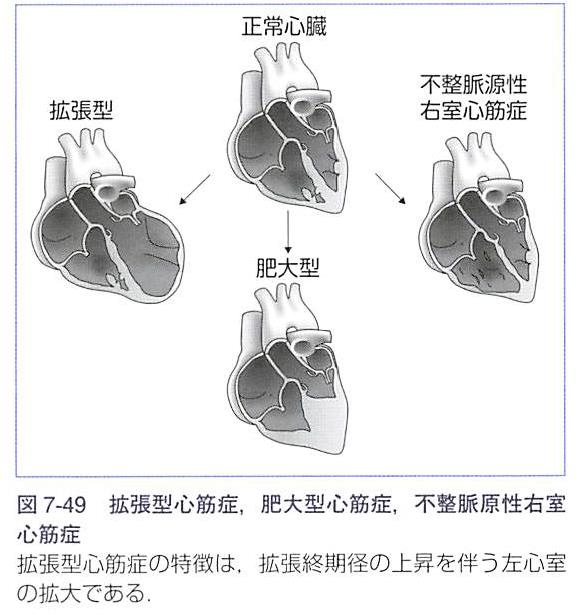 正常心臓
拡張型
不整脈源性
右室心筋症
肥大型
図 7-49 拡張型心筋症，肥大型心筋症，不整脈原性右室
心筋症
拡張型心筋症の特徴は，拡張終期径の上昇を伴う左心室
の拡大である．